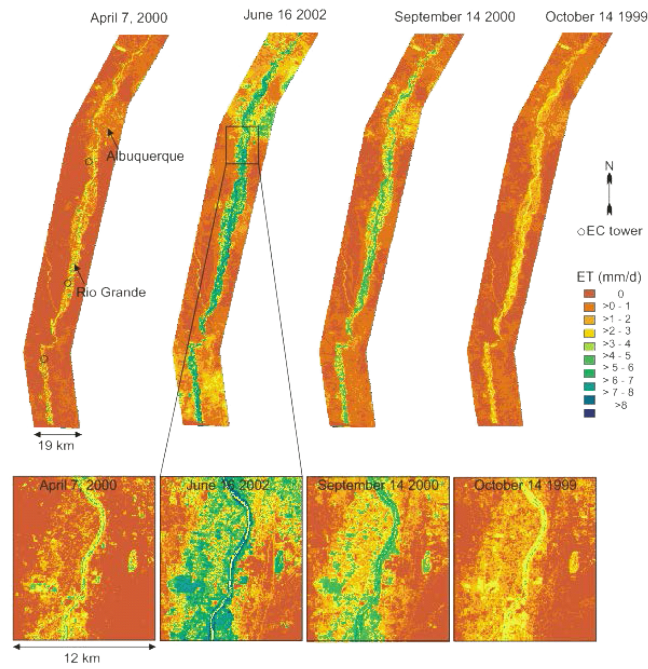 April 7, 2000
June 16 2002
September 14 2000
October 14 1999
Albuquerque
Rio Grande
19 km
N
EC tower
ET (mm/d)
0
>0 - 1
>1 - 2
>2 - 3
>3 - 4
>4 - 5
> 5 - 6
> 6 - 7
> 7 - 8
>8
April 7, 2000
June 16 2002
September 14 2000
October 14 1999
12 km